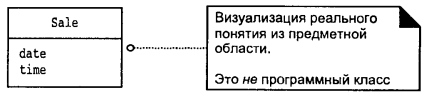 Sale
date
time
Визуализация реального
понятия из предметной
области.
Это не программный класс